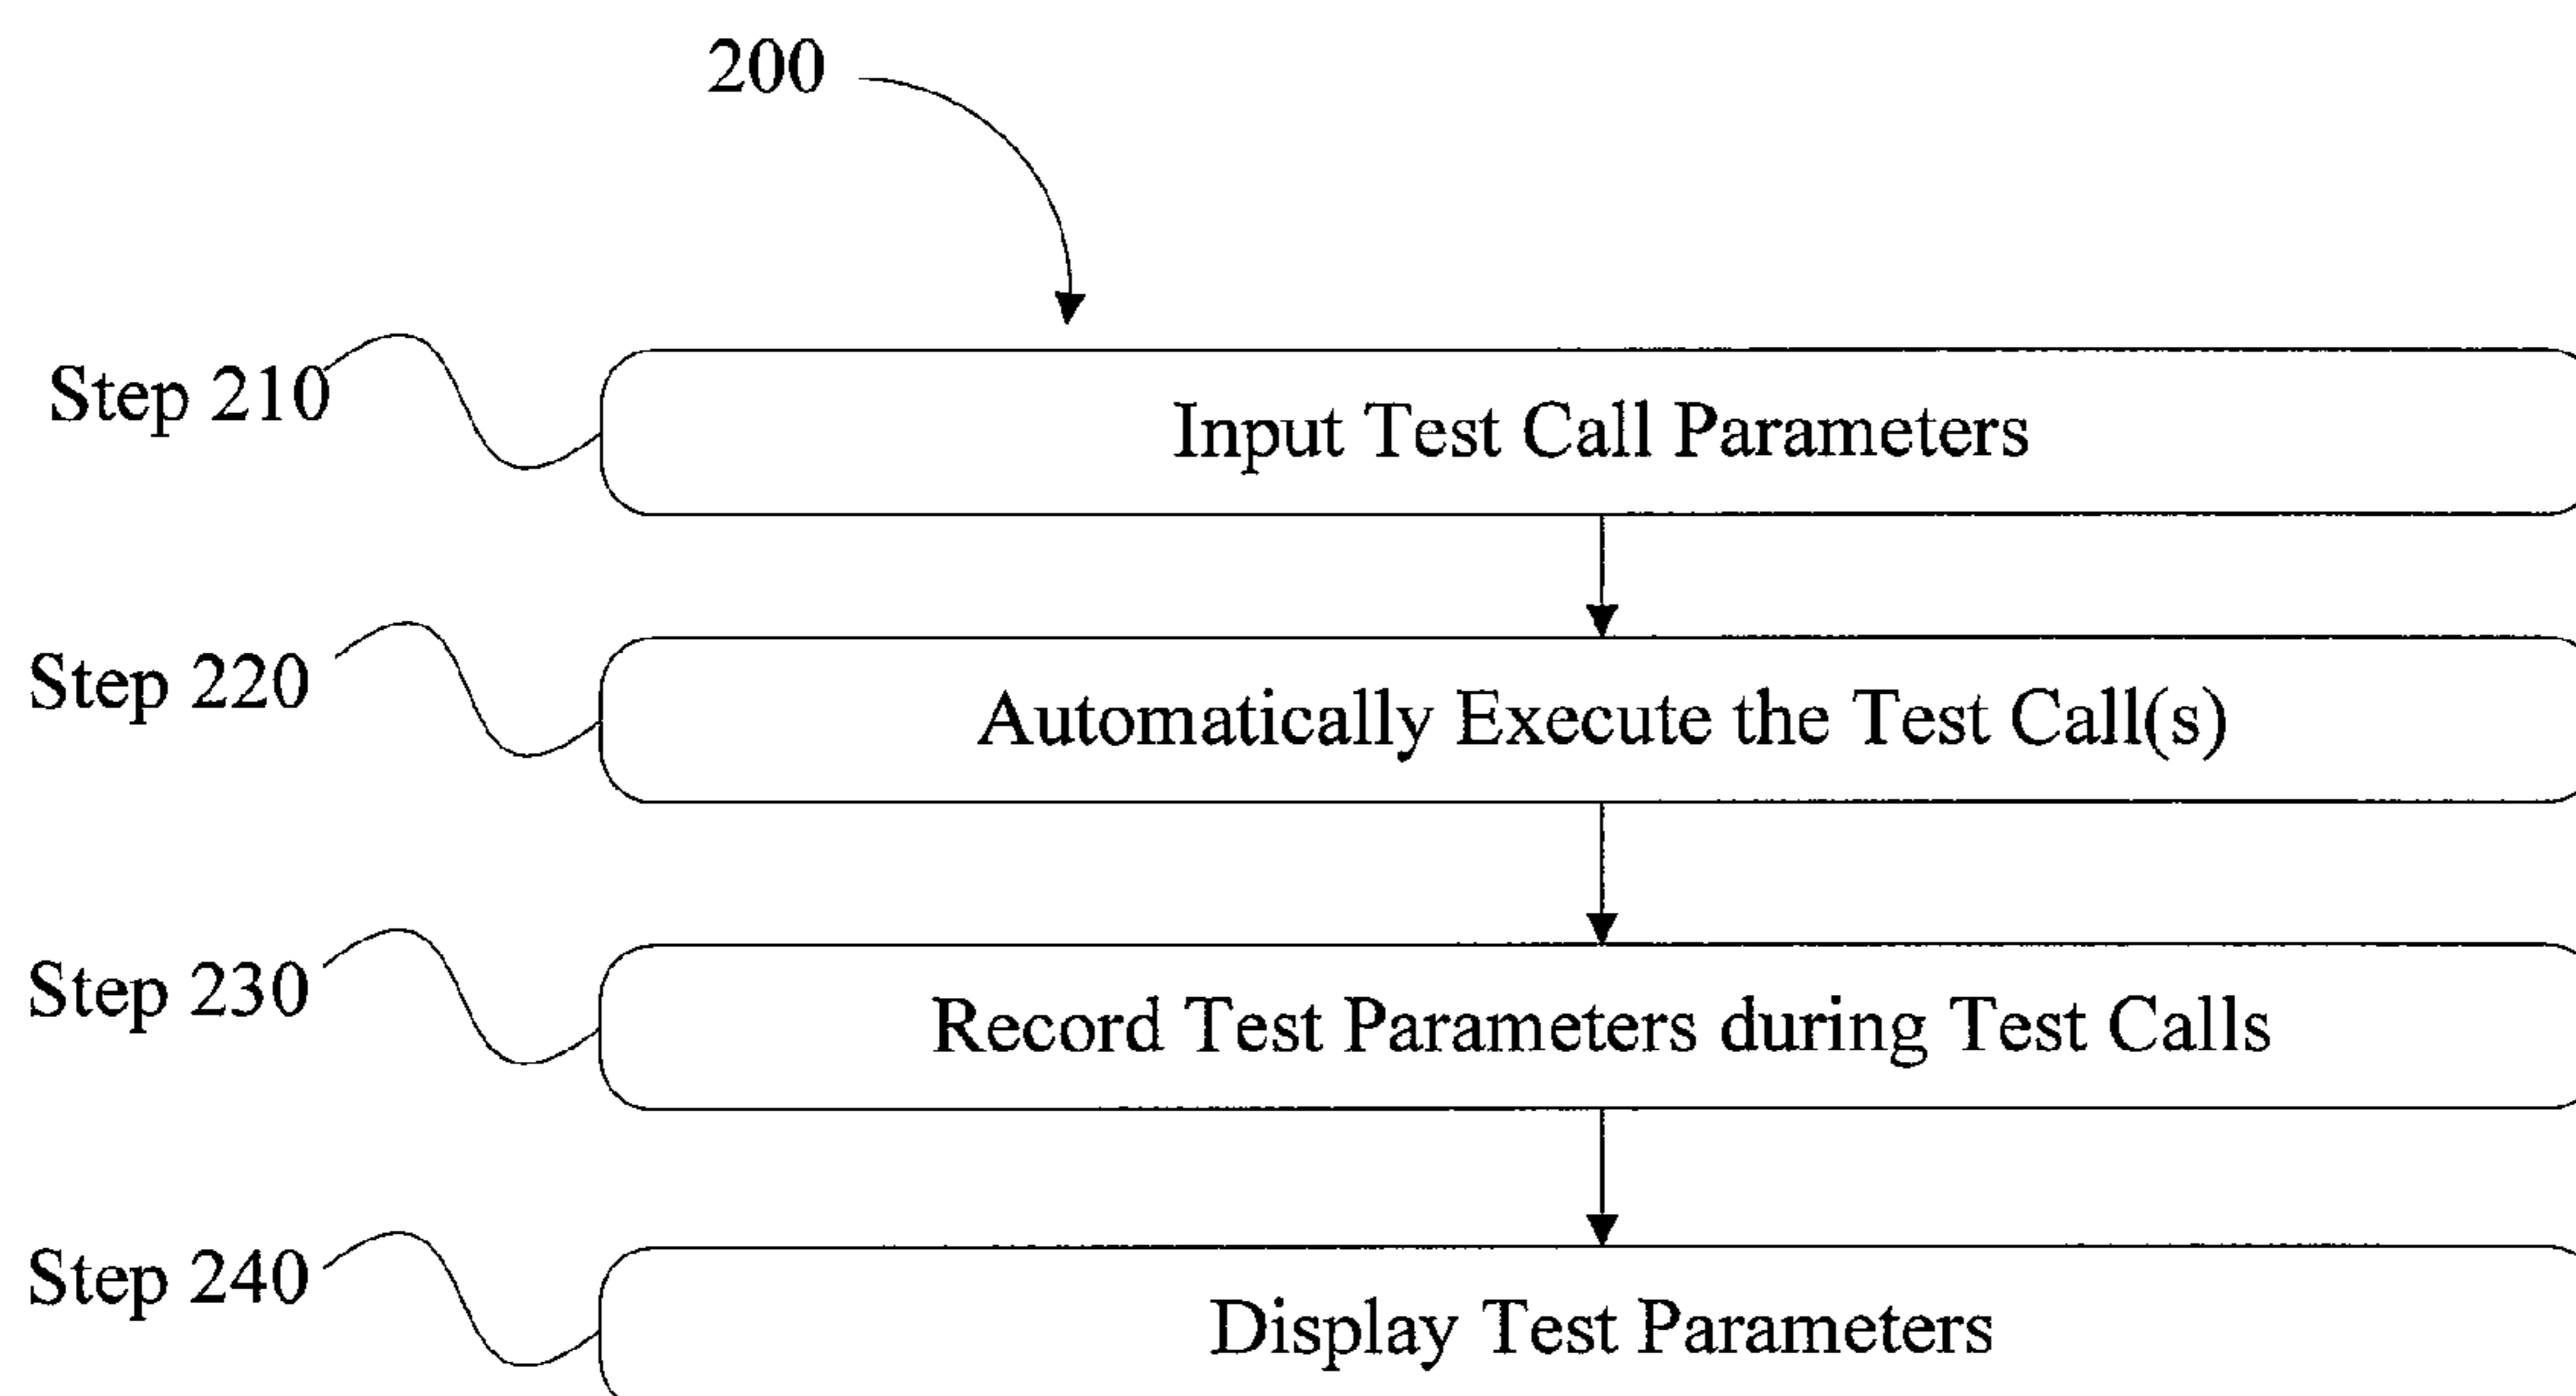 200
Step 210
Input Test Call Parameters
Step 220
Automatically Execute the Test Call(s)
Step 230
Record Test Parameters during Test Calls
Step 240
Display Test Parameters